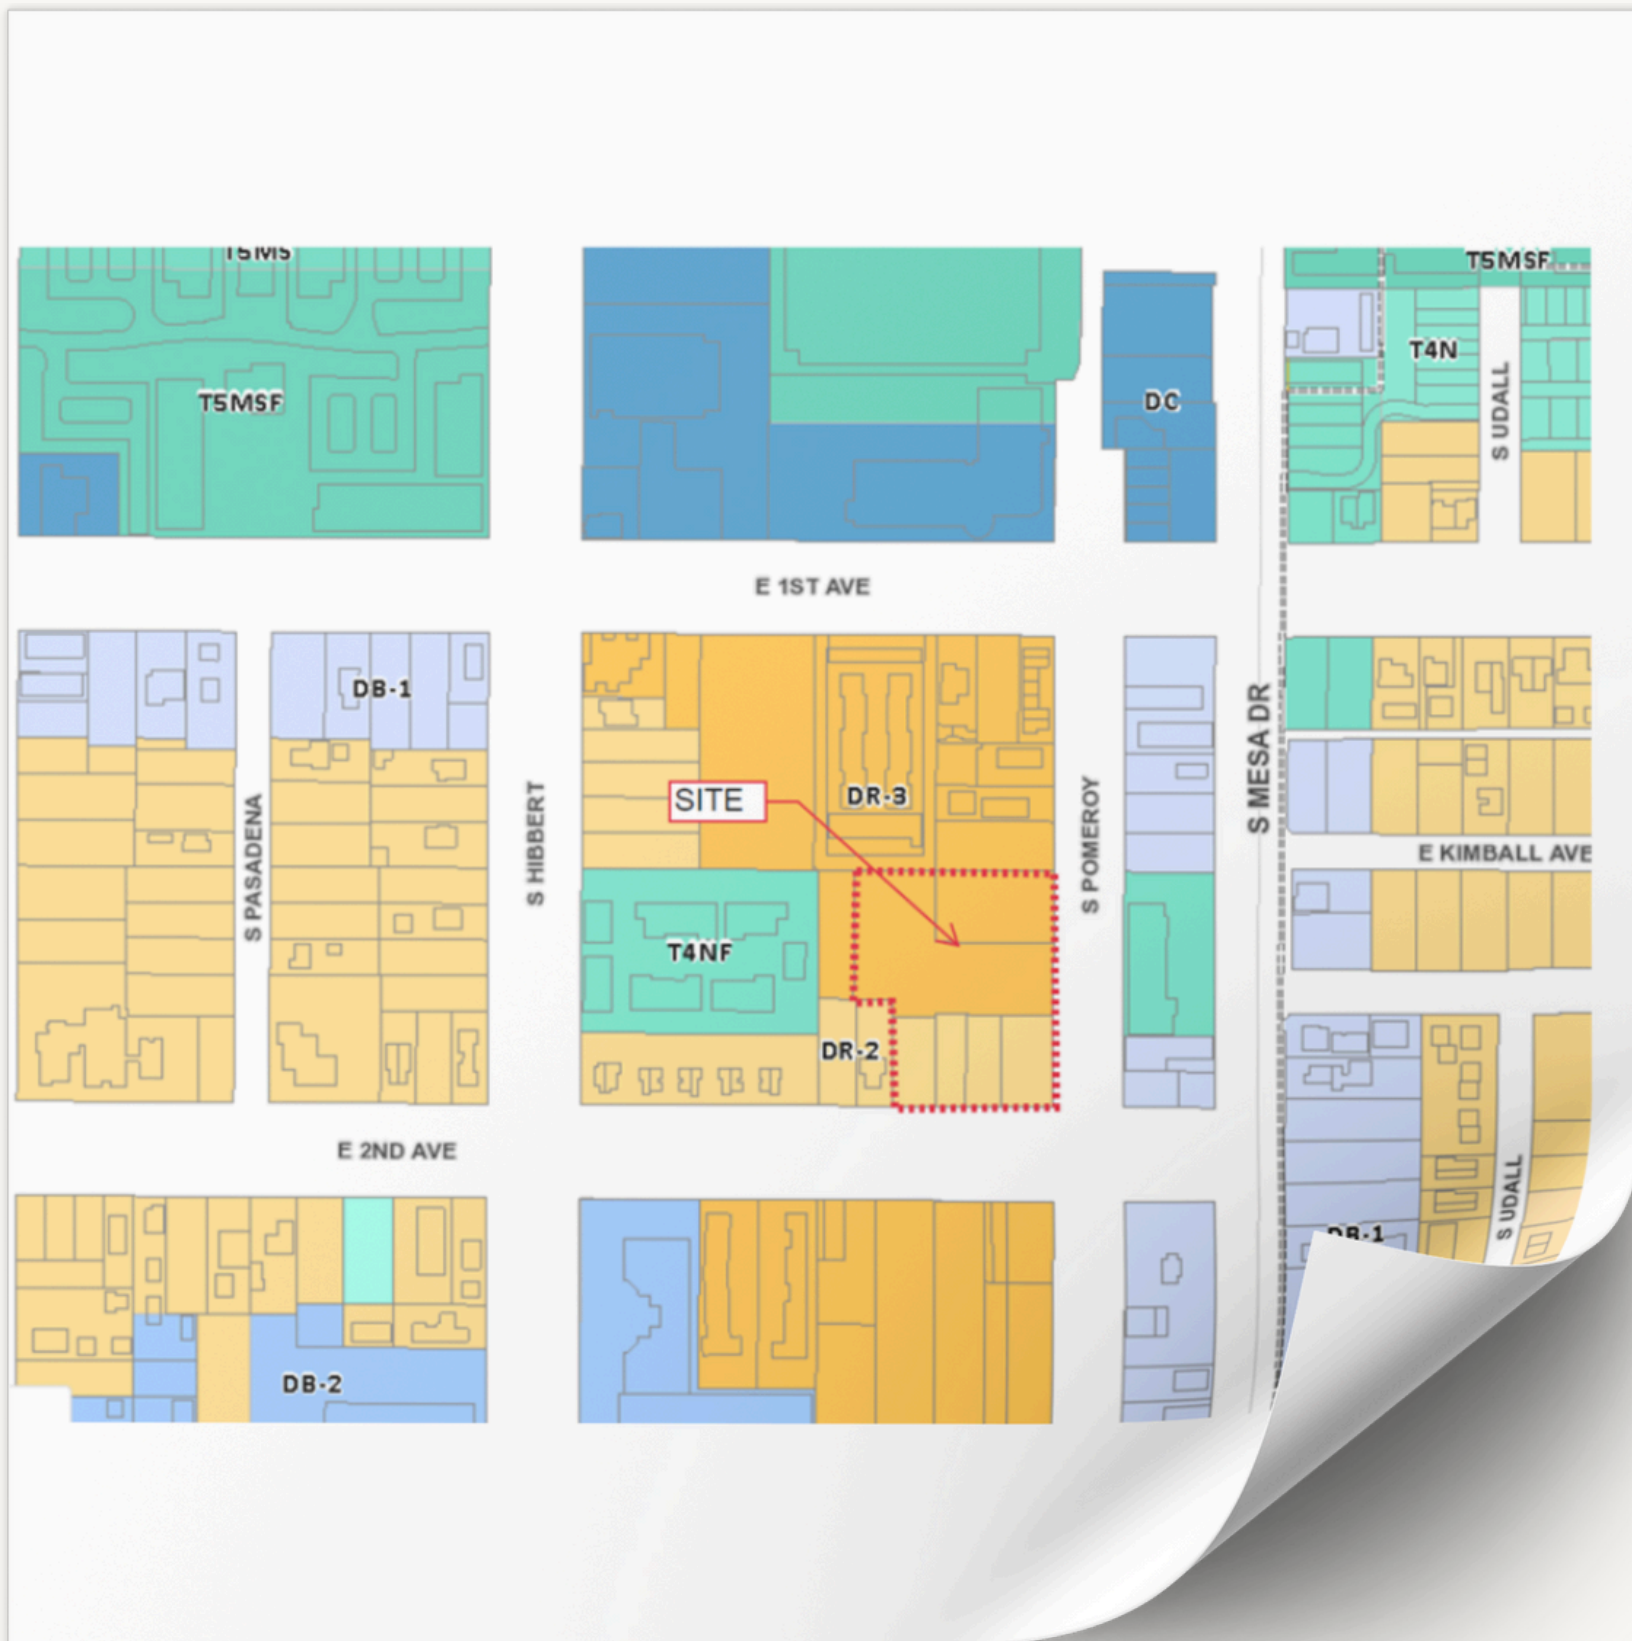 T5MS
T5MSF
T5MSF
T4N
DC
S UDALL
E 1ST AVE
DB-1
S MESA DR
SITE
DR-3
S PASADENA
S HIBBERT
S POMEROY
E KIMBALL AVE
T4NF
DR-2
E 2ND AVE
S UDALL
DB-1
DB-2